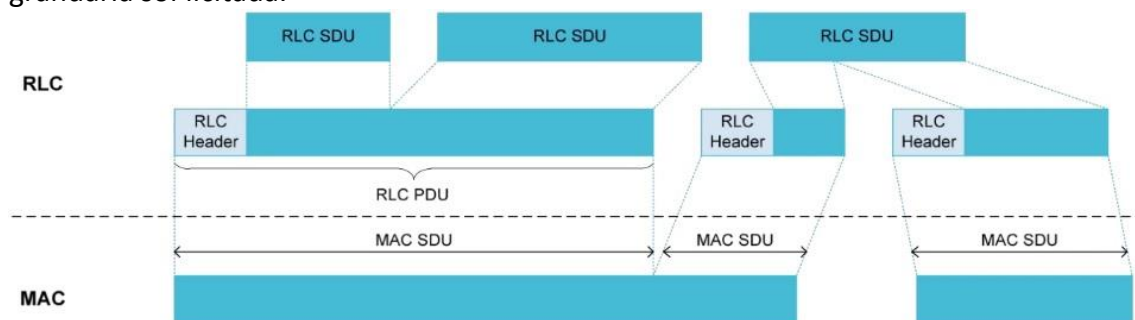 RLC SDU RLC SDU RLC SDU
RLC
RLC Header RLC Header RLC Header
RLC PDU
MAC SDU MAC SDU MAC SDU
MAC